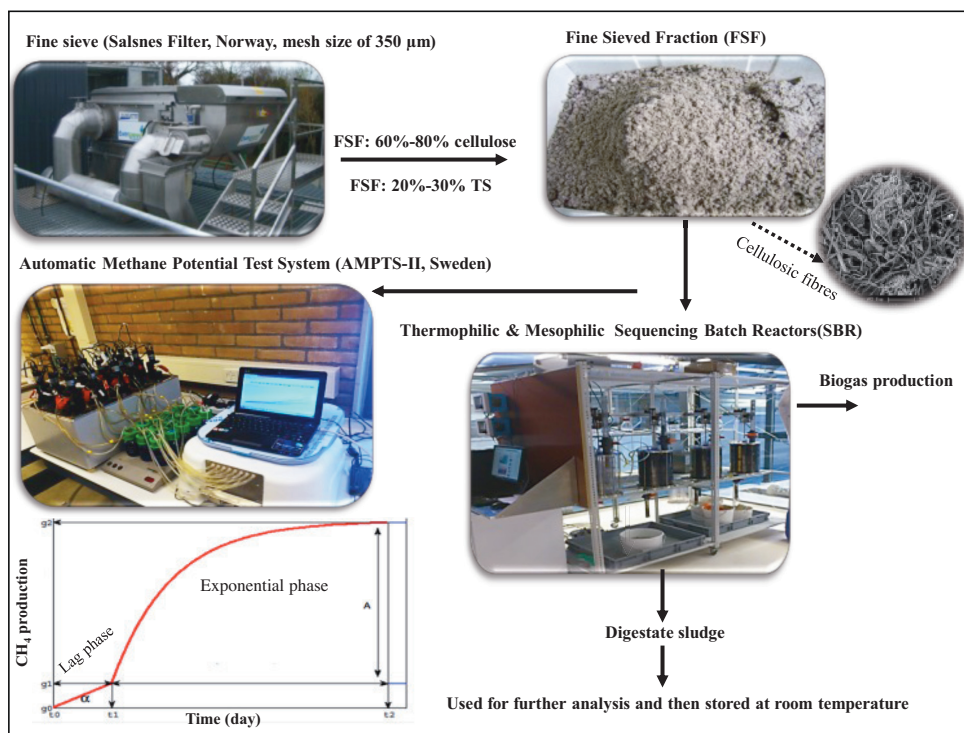 Fine sieve (Salsnes Filter, Norway, mesh size of 350 µm)
Fine Sieved Fraction (FSF)
FSF: 60%-80% cellulose
FSF: 20%-30% TS
Cellulosic fibres
Automatic Methane Potential Test System (AMPTS-II, Sweden)
Thermophilic & Mesophilic Sequencing Batch Reactors(SBR)
Biogas production
g2
Exponential phase
A
CH₄ production
Lag phase
g1
α
g0
t0
t1
t2
Time (day)
Digestate sludge
Used for further analysis and then stored at room temperature